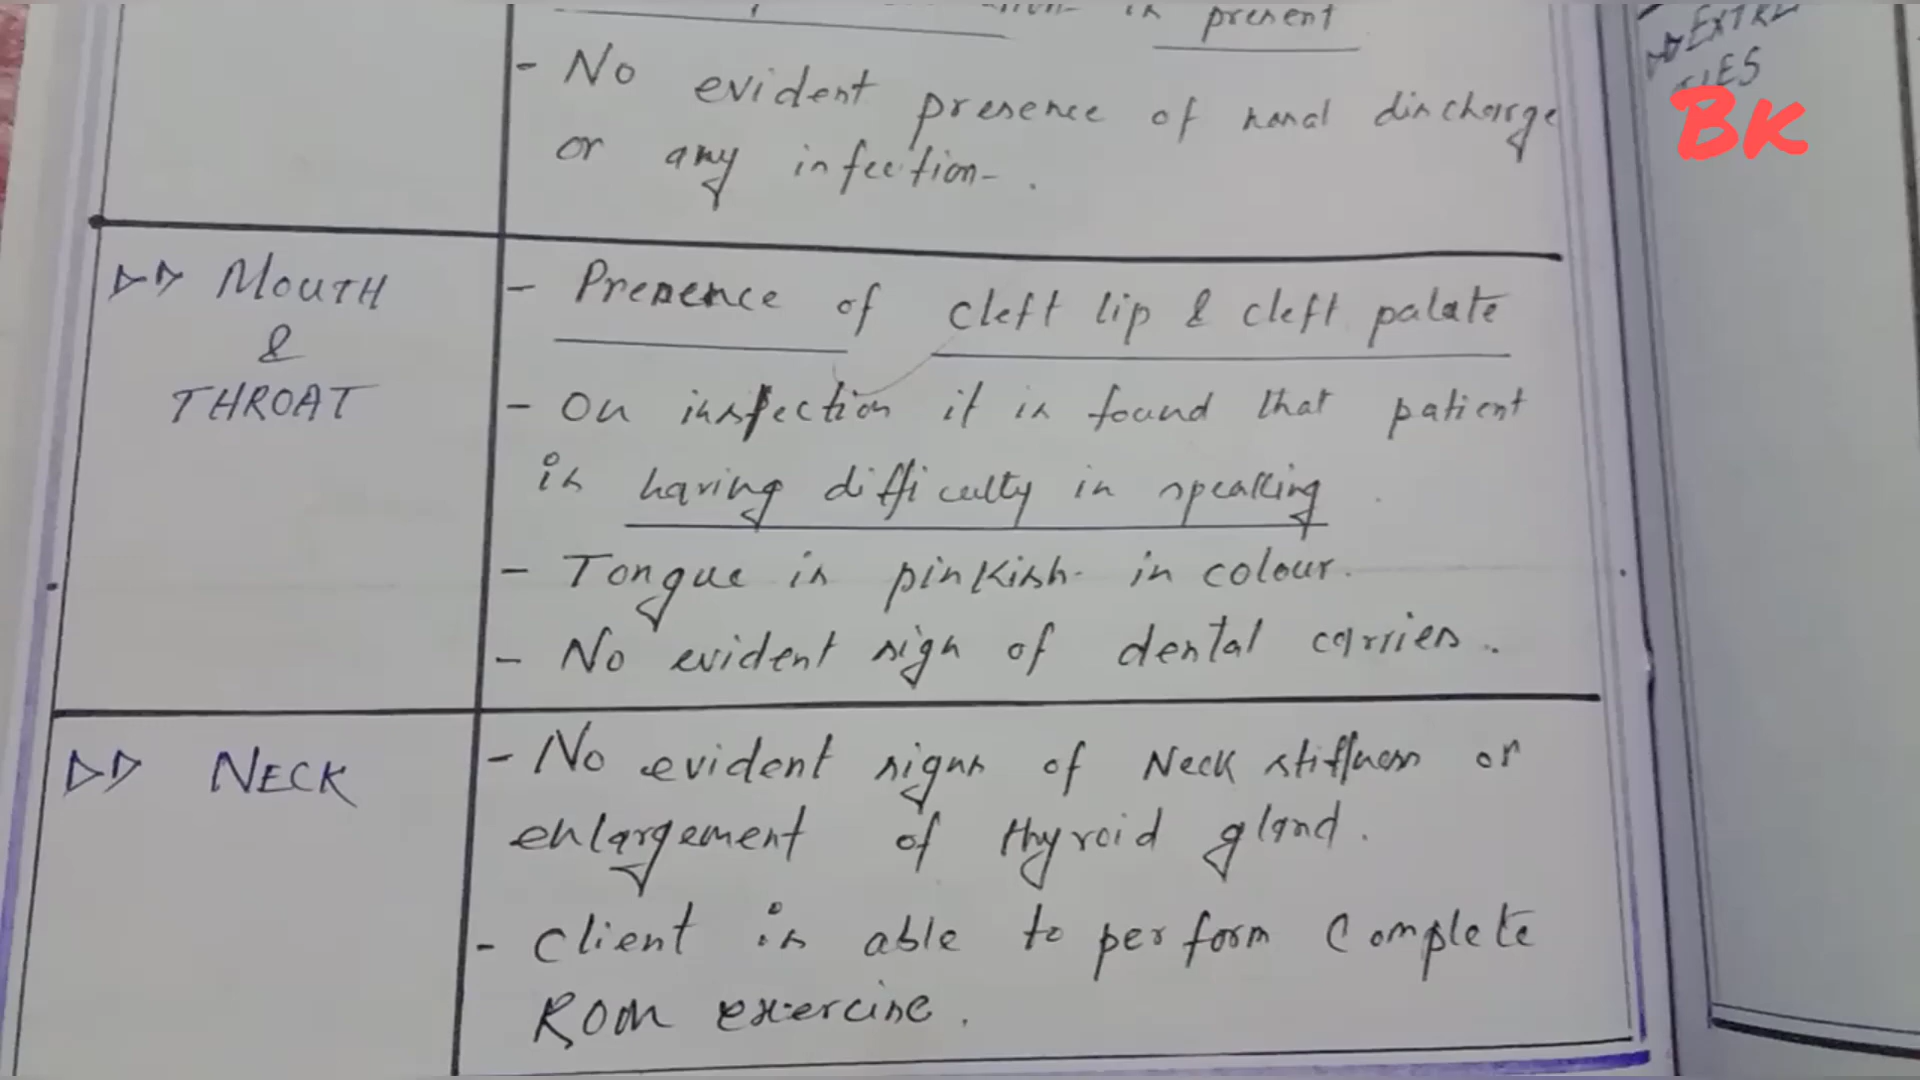 in present
- No evident presence of nasal discharge
or any infection.
▷▷ MOUTH
&
THROAT
- Presence of cleft lip & cleft palate
- On inspection it is found that patient
is having difficulty in speaking
- Tongue is pinkish in colour.
- No evident sign of dental carries.
▷▷ NECK
- No evident signs of Neck stiffness or
enlargement of thyroid gland.
- Client is able to perform Complete
ROM exercise.
BK